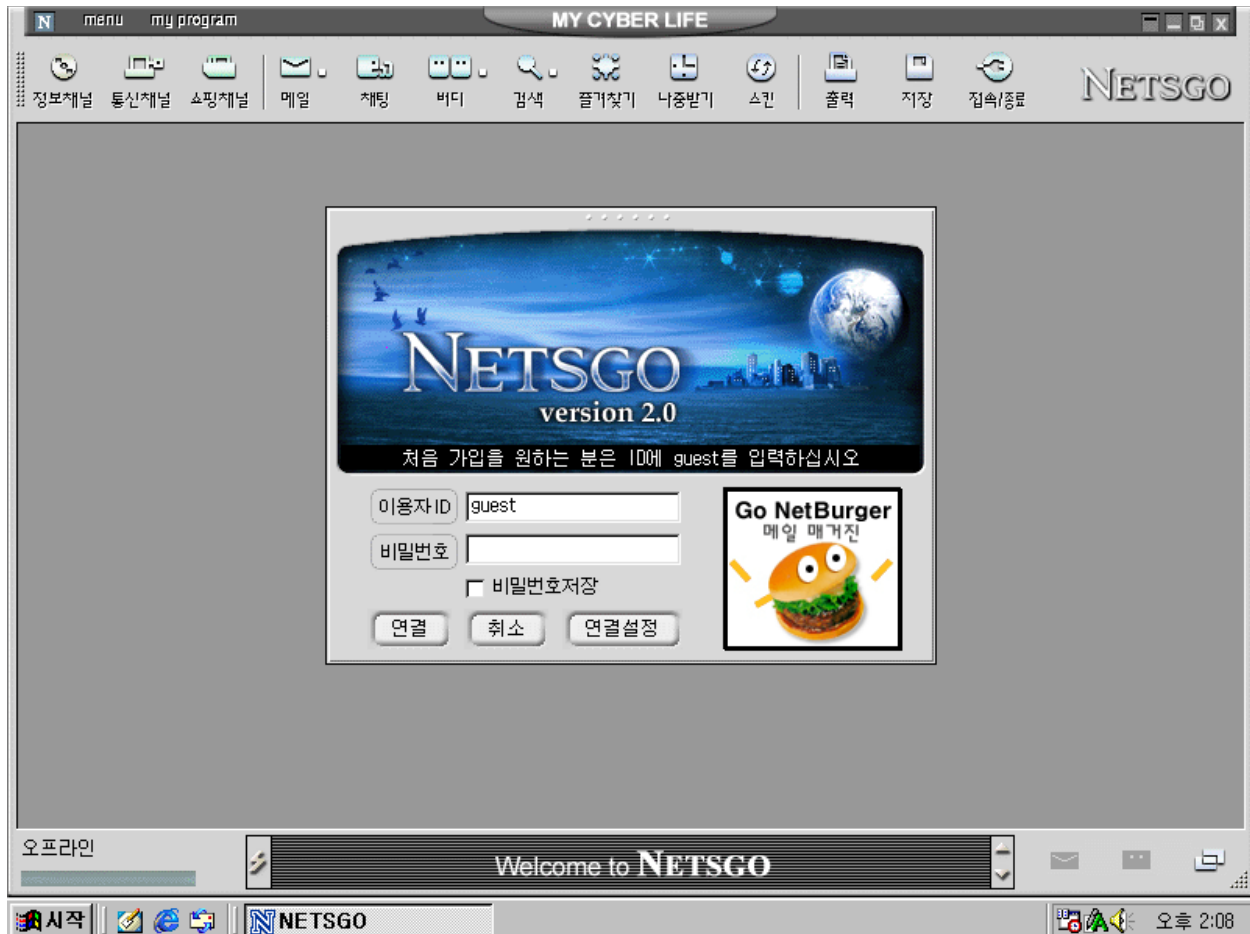 N menu my program MY CYBER LIFE
정보채널 통신채널 쇼핑채널 메일 채팅 버디 검색 즐겨찾기 나중받기 스킨 출력 저장 접속/종료 NETSGO
NETSGO
version 2.0
처음 가입을 원하는 분은 ID에 guest를 입력하십시오
이용자ID guest
비밀번호
비밀번호저장
연결 취소 연결설정
Go NetBurger
메일 매거진
오프라인
Welcome to NETSGO
시작 NETSGO 오후 2:08